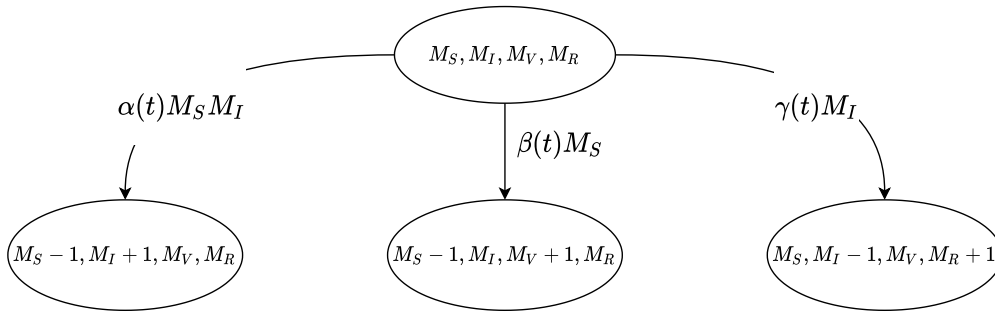 M_S, M_I, M_V, M_R
α(t)M_S M_I
γ(t)M_I
β(t)M_S
M_S − 1, M_I + 1, M_V, M_R
M_S − 1, M_I, M_V + 1, M_R
M_S, M_I − 1, M_V, M_R + 1